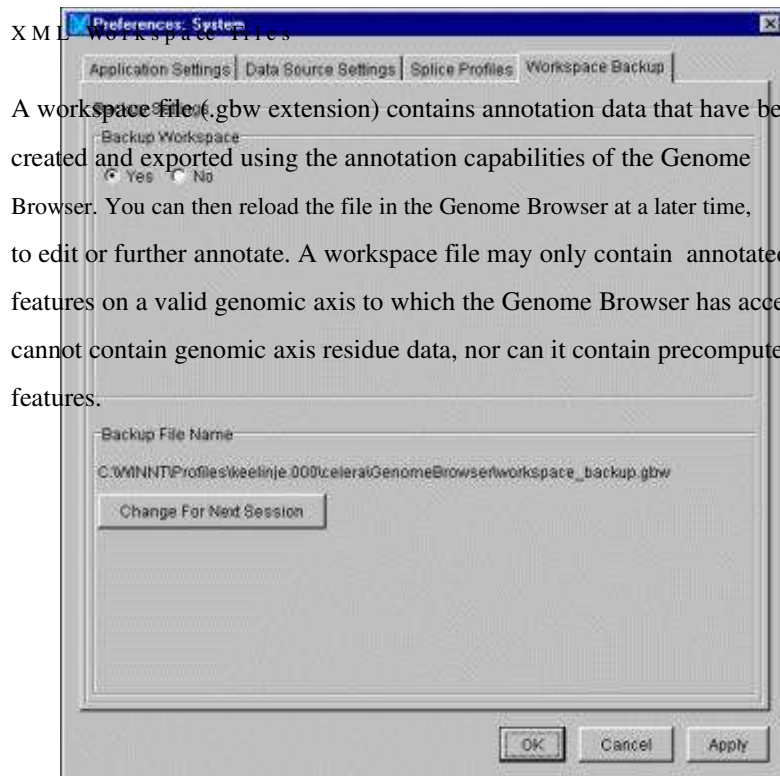 Preferences: System
XML Workspace Files
Application Settings Data Source Settings Splice Profiles Workspace Backup
A workspace file (.gbw extension) contains annotation data that have be
Backup Workspace
created and exported using the annotation capabilities of the Genome
Yes No
Browser. You can then reload the file in the Genome Browser at a later time,
to edit or further annotate. A workspace file may only contain annotated
features on a valid genomic axis to which the Genome Browser has acce
cannot contain genomic axis residue data, nor can it contain precompute
features.
Backup File Name
C:\WINNT\Profiles\keelinje.000\celera\GenomeBrowser\workspace_backup.gbw
Change For Next Session
OK Cancel Apply